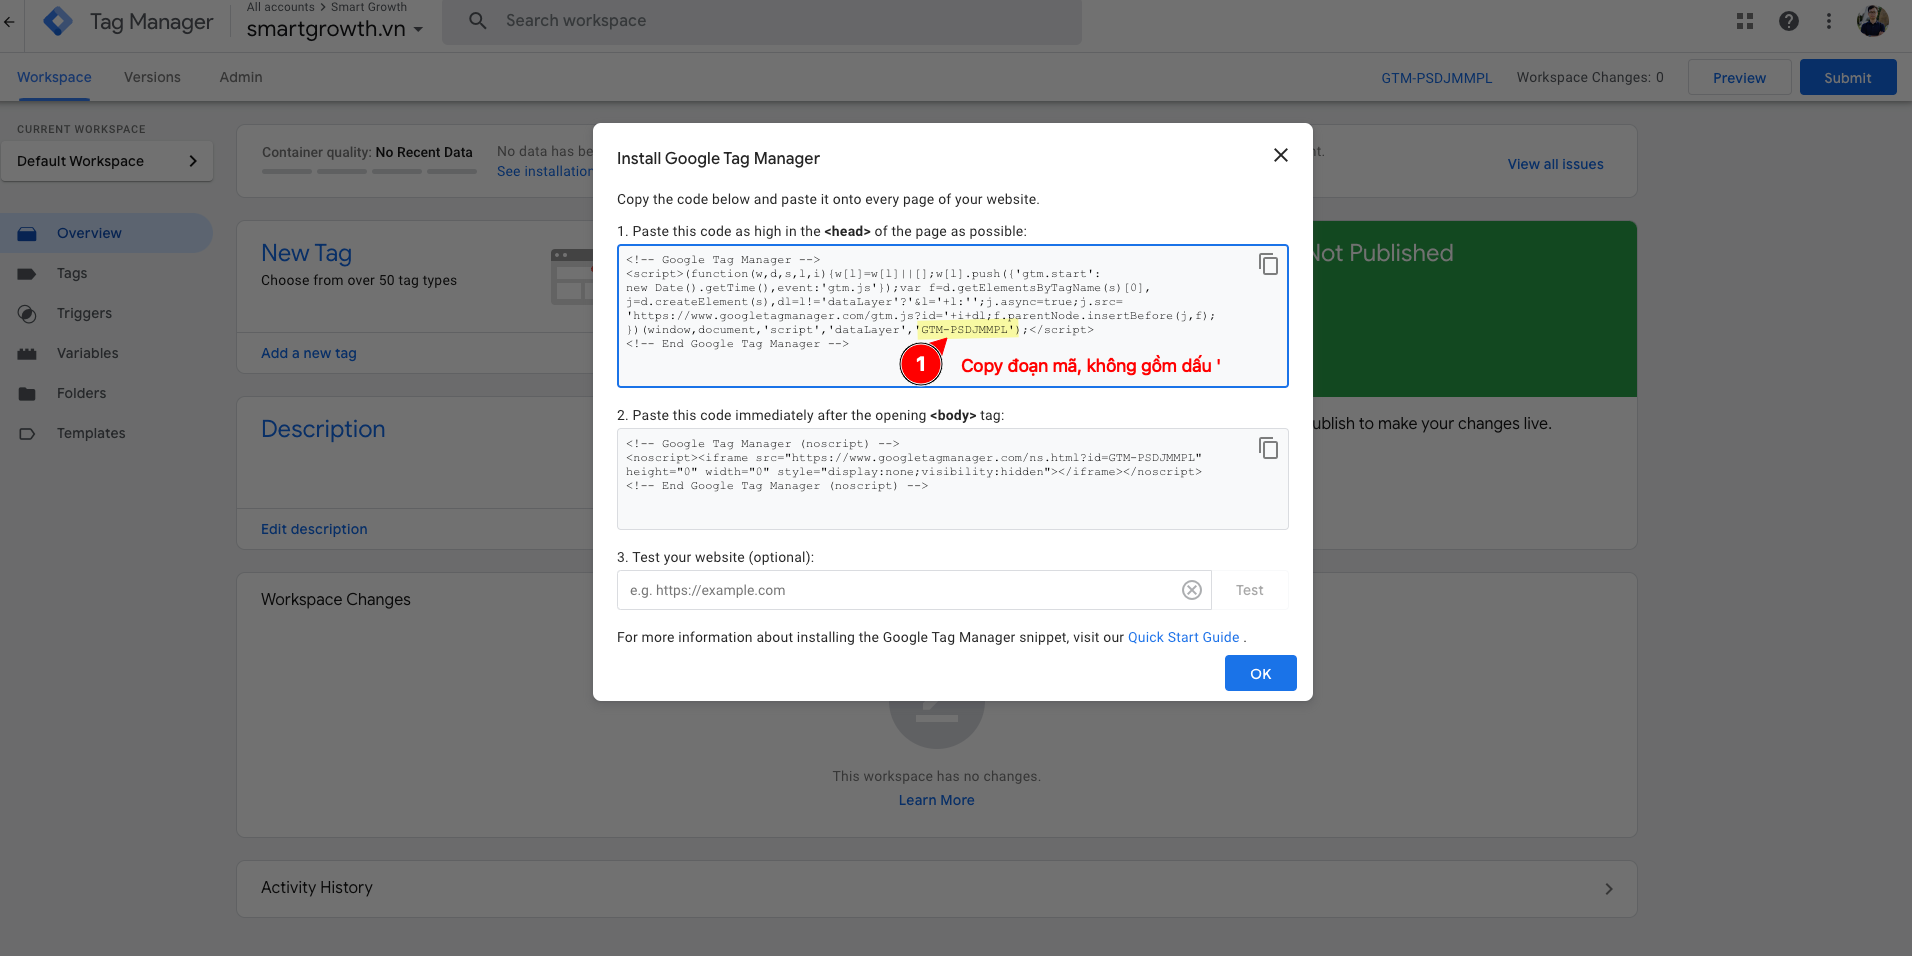 All accounts > Smart Growth
Tag Manager
smartgrowth.vn
Search workspace
Workspace
Versions
Admin
GTM-PSDJMMPL
Workspace Changes: 0
Preview
Submit
CURRENT WORKSPACE
Default Workspace
Overview
Tags
Triggers
Variables
Folders
Templates
Container quality: No Recent Data
No data has be
See installation
t.
View all issues
New Tag
Choose from over 50 tag types
Add a new tag
Not Published
ublish to make your changes live.
Description
Edit description
Install Google Tag Manager
Copy the code below and paste it onto every page of your website.
1. Paste this code as high in the <head> of the page as possible:
<!-- Google Tag Manager -->
<script>(function(w,d,s,l,i){w[l]=w[l]||[];w[l].push({'gtm.start':
new Date().getTime(),event:'gtm.js'});var f=d.getElementsByTagName(s)[0],
j=d.createElement(s),dl=l!='dataLayer'?'&l='+l:'';j.async=true;j.src=
'https://www.googletagmanager.com/gtm.js?id='+i+dl;f.parentNode.insertBefore(j,f);
})(window,document,'script','dataLayer','GTM-PSDJMMPL');</script>
<!-- End Google Tag Manager -->
1
Copy đoạn mã, không gồm dấu '
2. Paste this code immediately after the opening <body> tag:
<!-- Google Tag Manager (noscript) -->
<noscript><iframe src="https://www.googletagmanager.com/ns.html?id=GTM-PSDJMMPL"
height="0" width="0" style="display:none;visibility:hidden"></iframe></noscript>
<!-- End Google Tag Manager (noscript) -->
3. Test your website (optional):
e.g. https://example.com
Test
For more information about installing the Google Tag Manager snippet, visit our Quick Start Guide .
OK
Workspace Changes
This workspace has no changes.
Learn More
Activity History